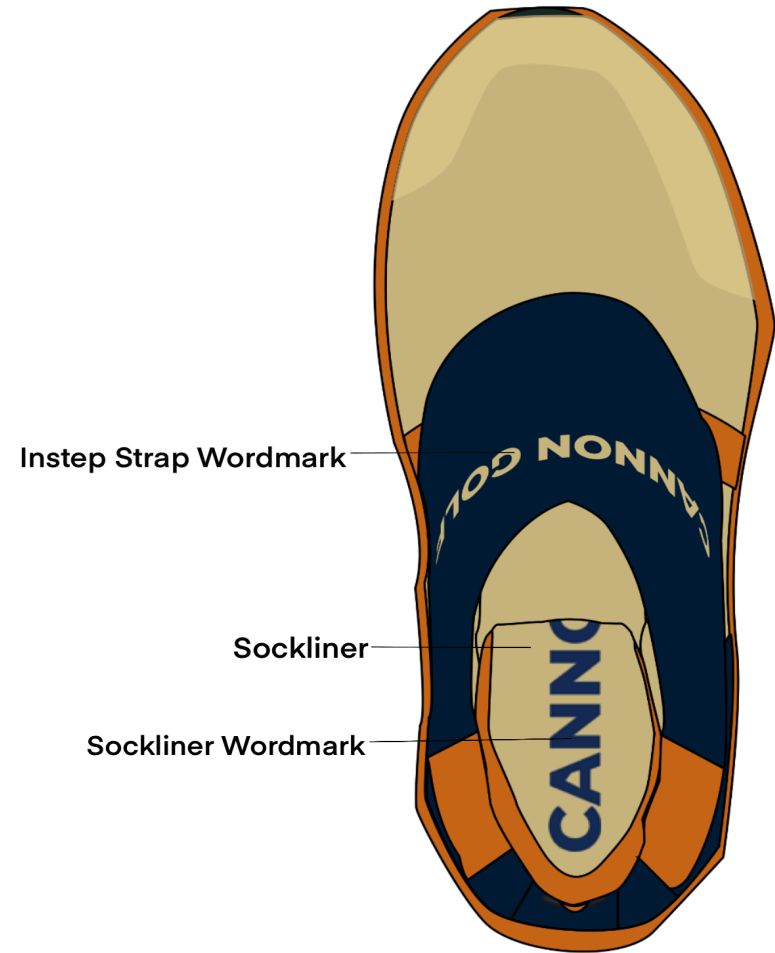 CANNON GOLF
Instep Strap Wordmark
Sockliner
CANNO
Sockliner Wordmark